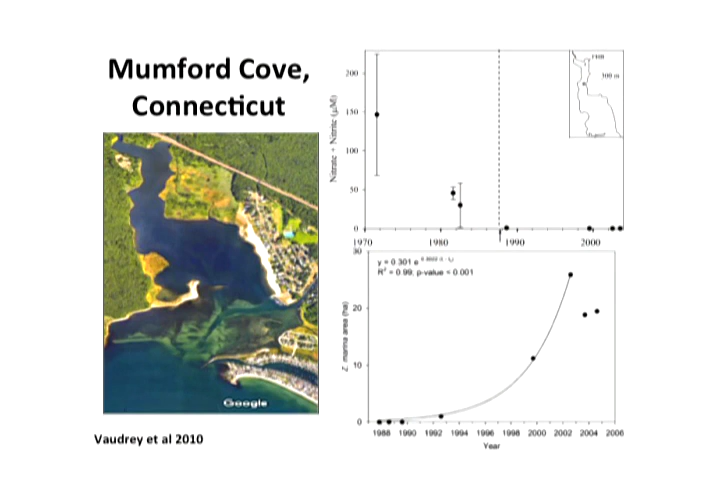 Mumford Cove,
Connecticut
Google
Vaudrey et al 2010
Nitrate + Nitrite (μM)
200
150
100
50
0
1970
1980
1990
2000
500 m
y = 0.301 e
R² = 0.99, p-value < 0.001
Z. marina area (ha)
30
20
10
0
1988
1990
1992
1994
1996
1998
2000
2002
2004
2006
Year